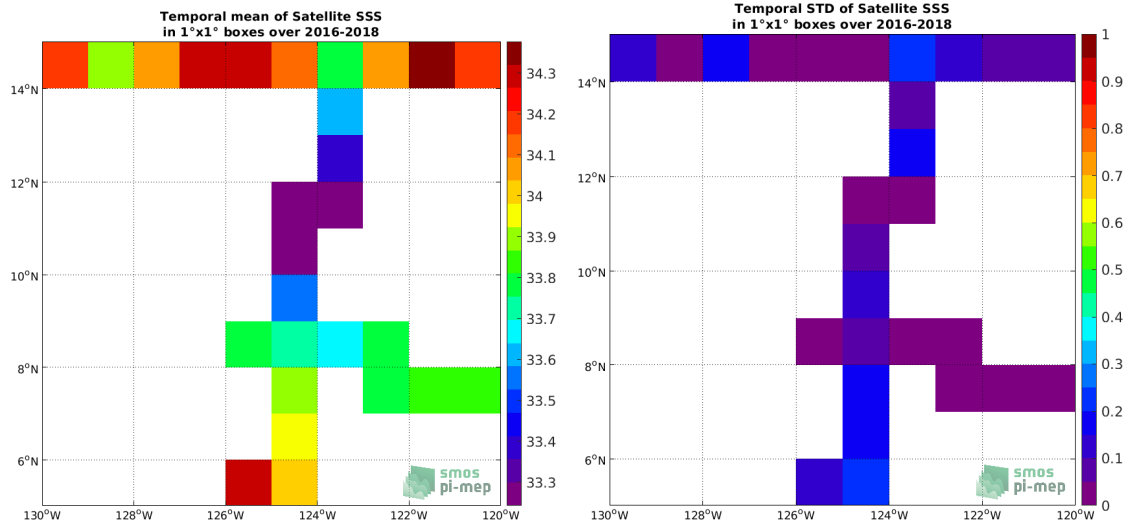 Temporal mean of Satellite SSS
in 1°x1° boxes over 2016-2018
14°N
12°N
10°N
8°N
6°N
130°W
128°W
126°W
124°W
122°W
120°W
34.3
34.2
34.1
34
33.9
33.8
33.7
33.6
33.5
33.4
33.3
smos
pi-mep
Temporal STD of Satellite SSS
in 1°x1° boxes over 2016-2018
14°N
12°N
10°N
8°N
6°N
130°W
128°W
126°W
124°W
122°W
120°W
1
0.9
0.8
0.7
0.6
0.5
0.4
0.3
0.2
0.1
0
smos
pi-mep